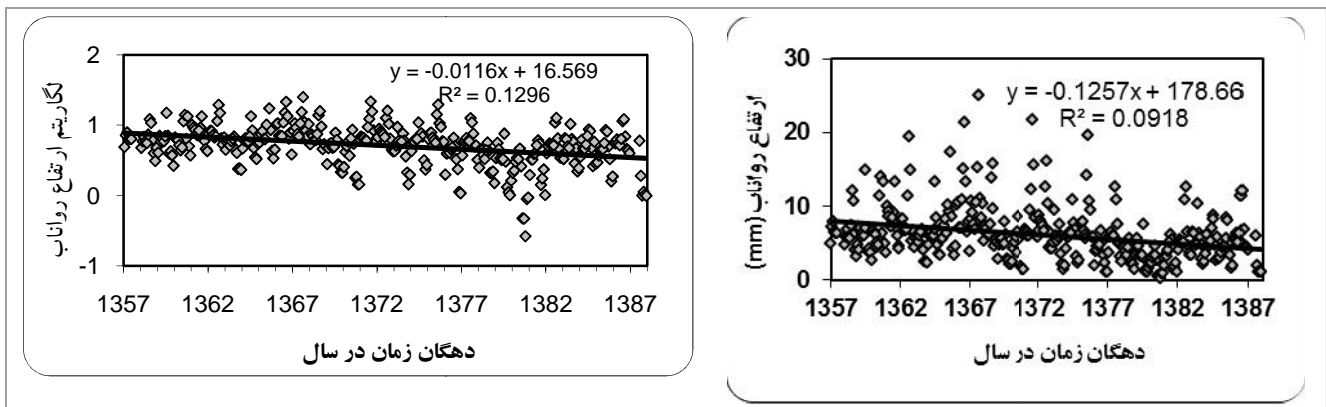 2
1
0
-1
y = -0.0116x + 16.569
R² = 0.1296
لگاریتم ارتفاع رواناب
1357 1362 1367 1372 1377 1382 1387
دهگان زمان در سال
30
20
10
0
y = -0.1257x + 178.66
R² = 0.0918
ارتفاع رواناب (mm)
1357 1362 1367 1372 1377 1382 1387
دهگان زمان در سال